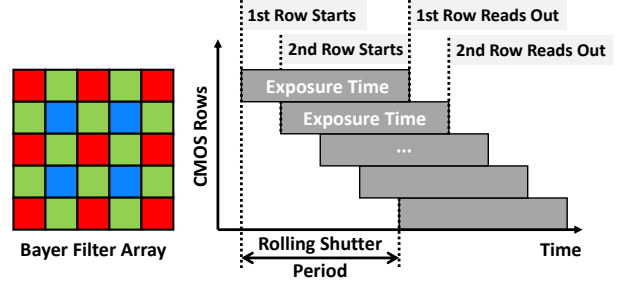 1st Row Starts
1st Row Reads Out
2nd Row Starts
2nd Row Reads Out
Exposure Time
Exposure Time
...
CMOS Rows
Bayer Filter Array
Rolling Shutter
Period
Time